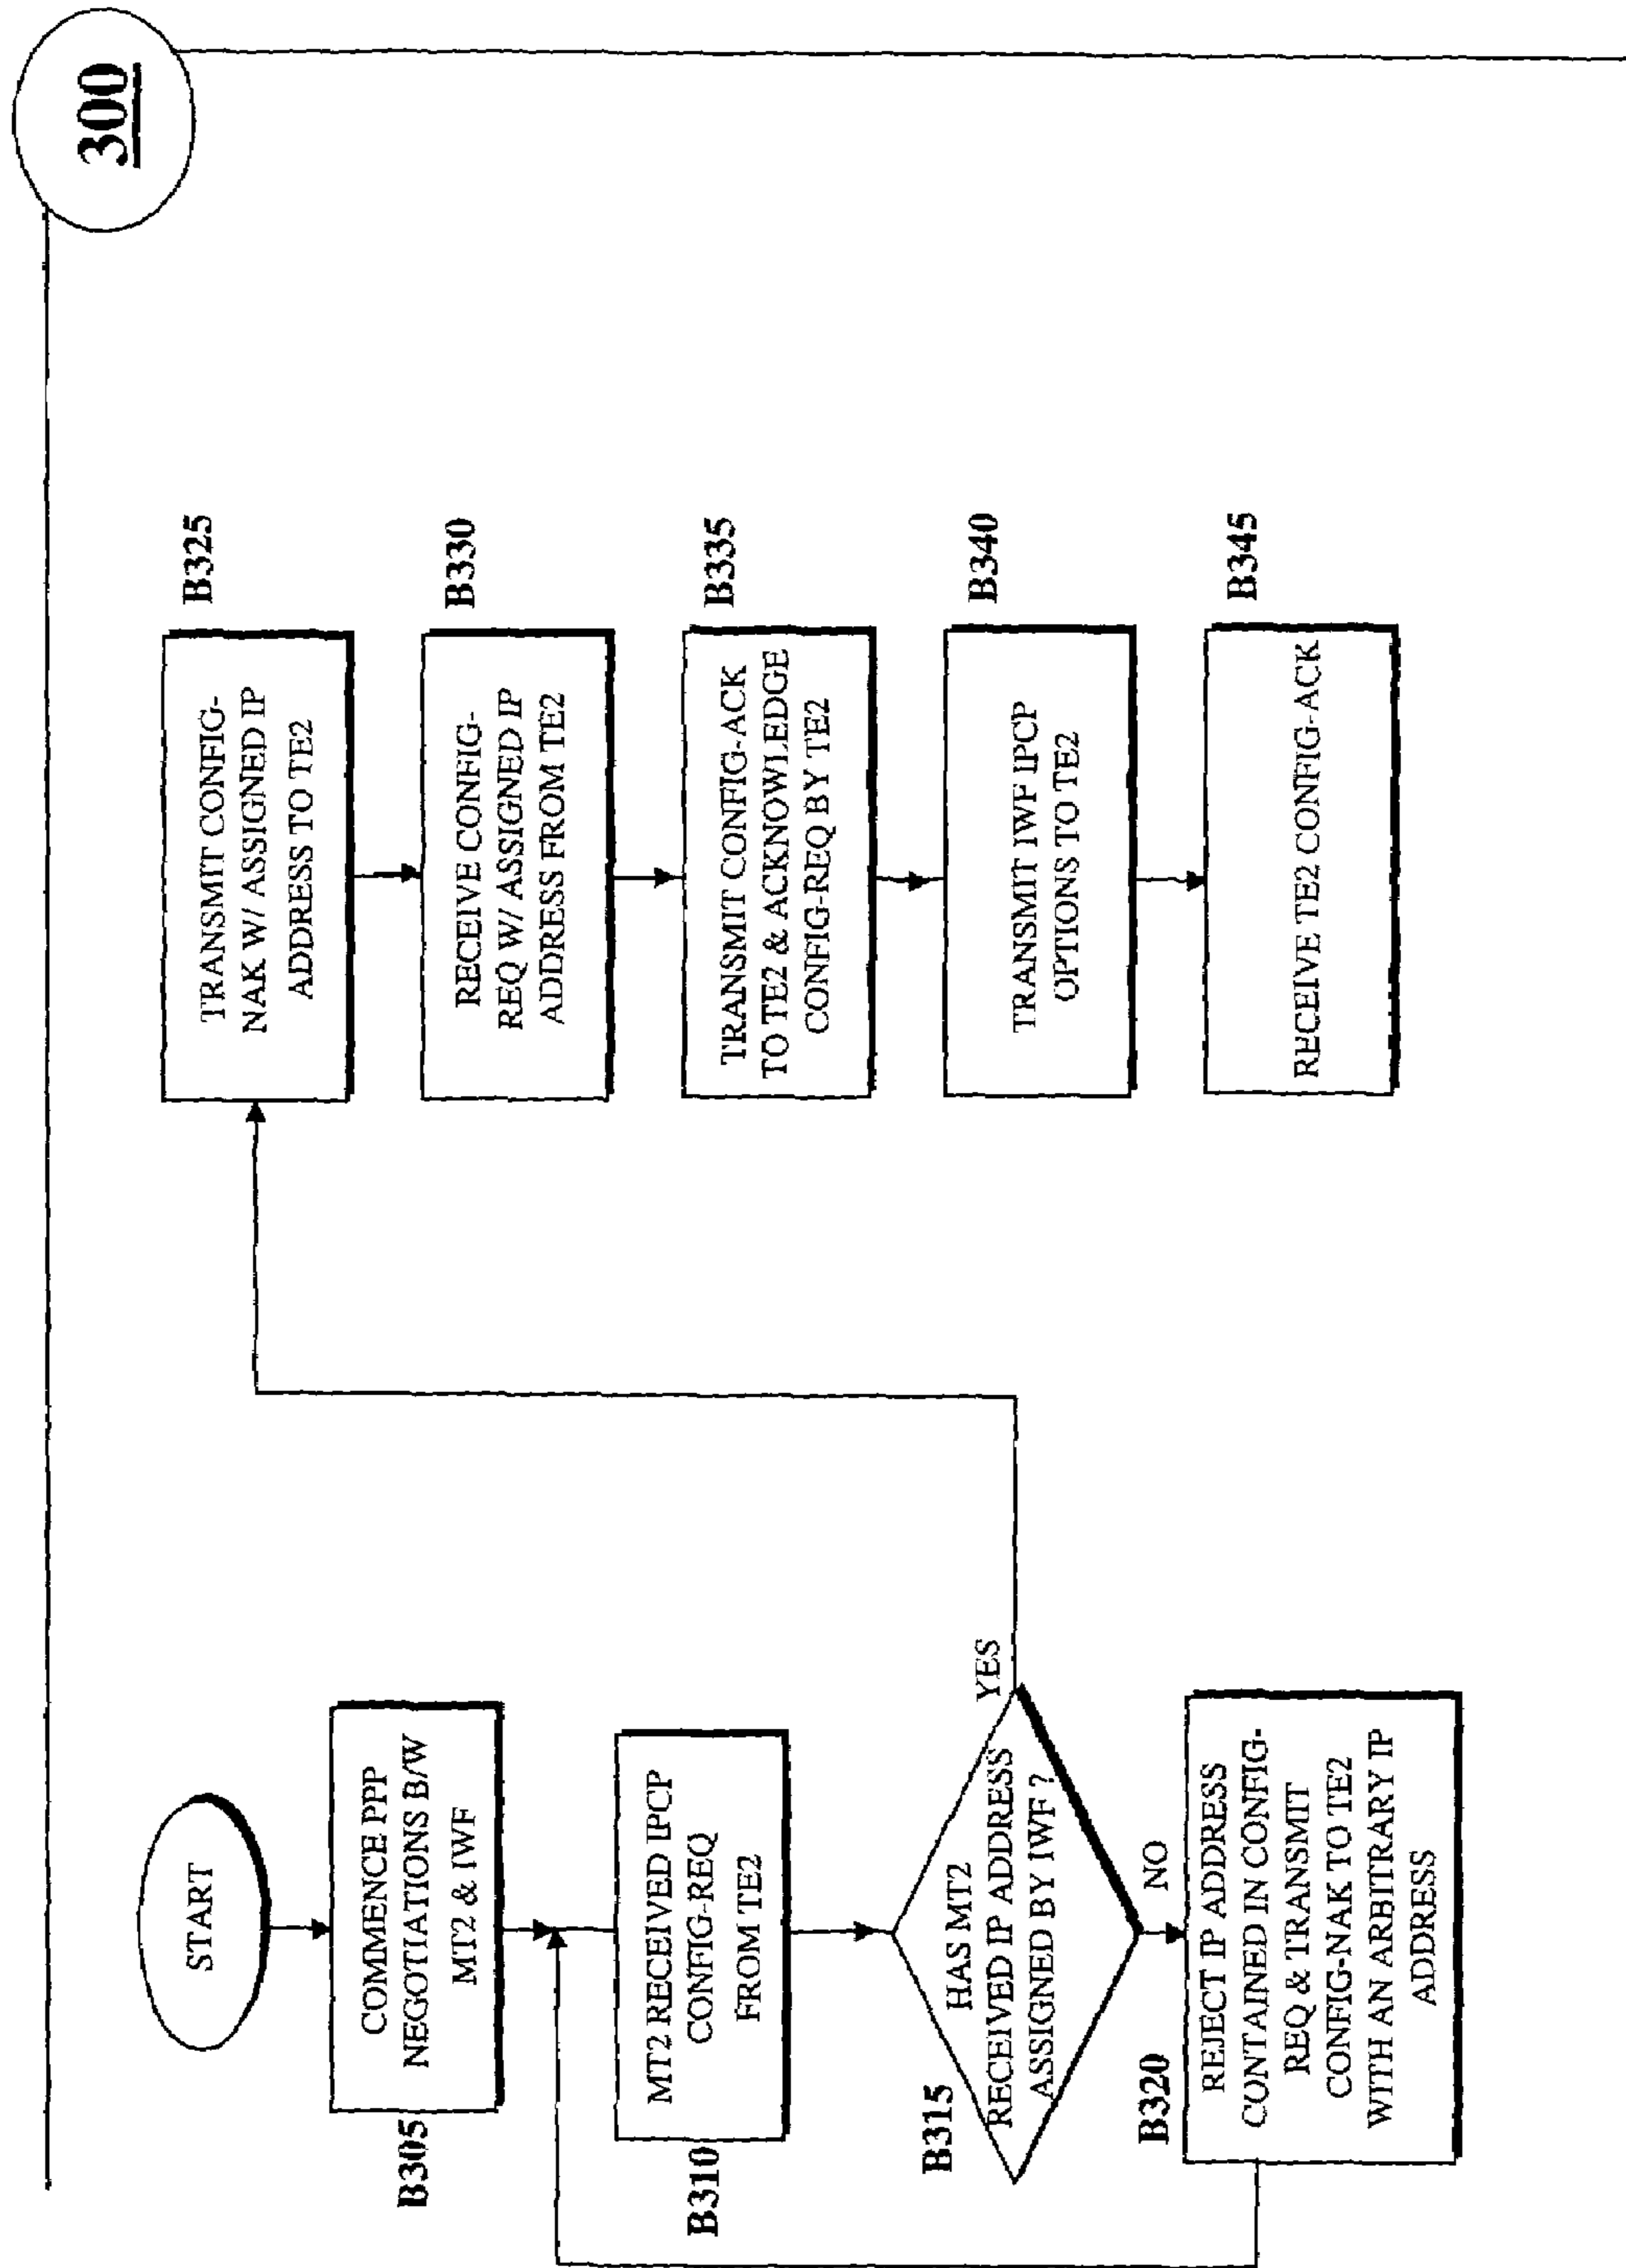 300
START
COMMENCE PPP
NEGOTIATIONS B/W
MT2 & IWF
B305
MT2 RECEIVED IPCP
CONFIG-REQ
FROM TE2
B310
HAS MT2
RECEIVED IP ADDRESS
ASSIGNED BY IWF ?
B315
YES
NO
B320
REJECT IP ADDRESS
CONTAINED IN CONFIG-
REQ & TRANSMIT
CONFIG-NAK TO TE2
WITH AN ARBITRARY IP
ADDRESS
TRANSMIT CONFIG-
NAK W/ ASSIGNED IP
ADDRESS TO TE2
B325
RECEIVE CONFIG-
REQ W/ ASSIGNED IP
ADDRESS FROM TE2
B330
TRANSMIT CONFIG-ACK
TO TE2 & ACKNOWLEDGE
CONFIG-REQ BY TE2
B335
TRANSMIT IWF IPCP
OPTIONS TO TE2
B340
RECEIVE TE2 CONFIG-ACK
B345